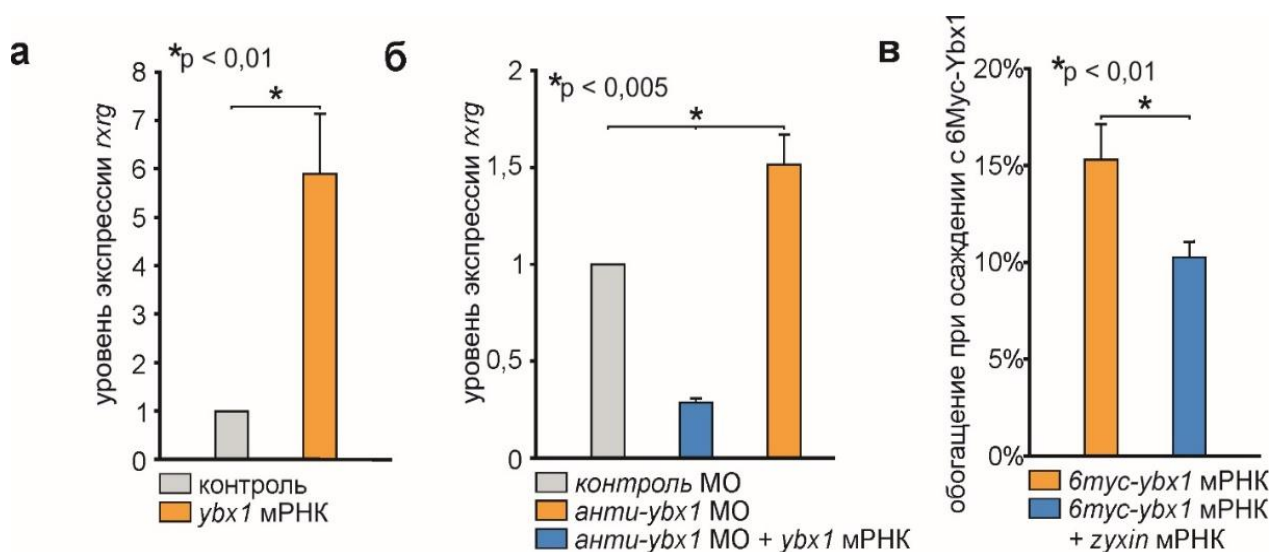 а
*p < 0,01
уровень экспрессии rxrg
8
7
6
5
4
3
2
1
0
*
контроль
ybx1 мРНК
б
*p < 0,005
уровень экспрессии rxrg
2
1,5
1
0,5
0
*
контроль МО
анти-ybx1 МО
анти-ybx1 МО + ybx1 мРНК
в
*p < 0,01
обогащение при осаждении с 6Myc-Ybx1
20%
15%
10%
5%
0%
*
6myc-ybx1 мРНК
6myc-ybx1 мРНК
+ zyxin мРНК